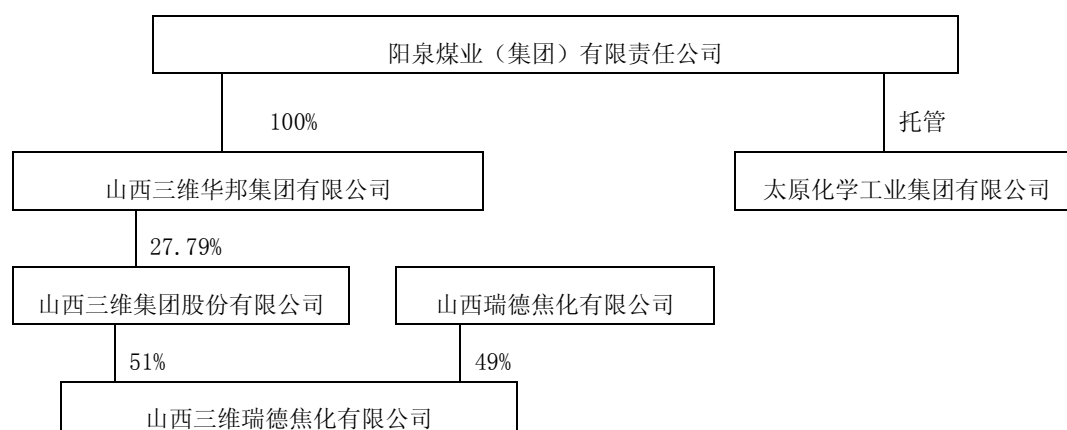 阳泉煤业（集团）有限责任公司
100%
托管
山西三维华邦集团有限公司
太原化学工业集团有限公司
27.79%
山西三维集团股份有限公司
山西瑞德焦化有限公司
51%
49%
山西三维瑞德焦化有限公司